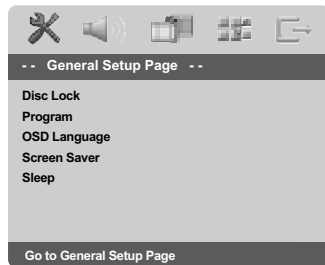 - - General Setup Page - -
Disc Lock
Program
OSD Language
Screen Saver
Sleep
Go to General Setup Page